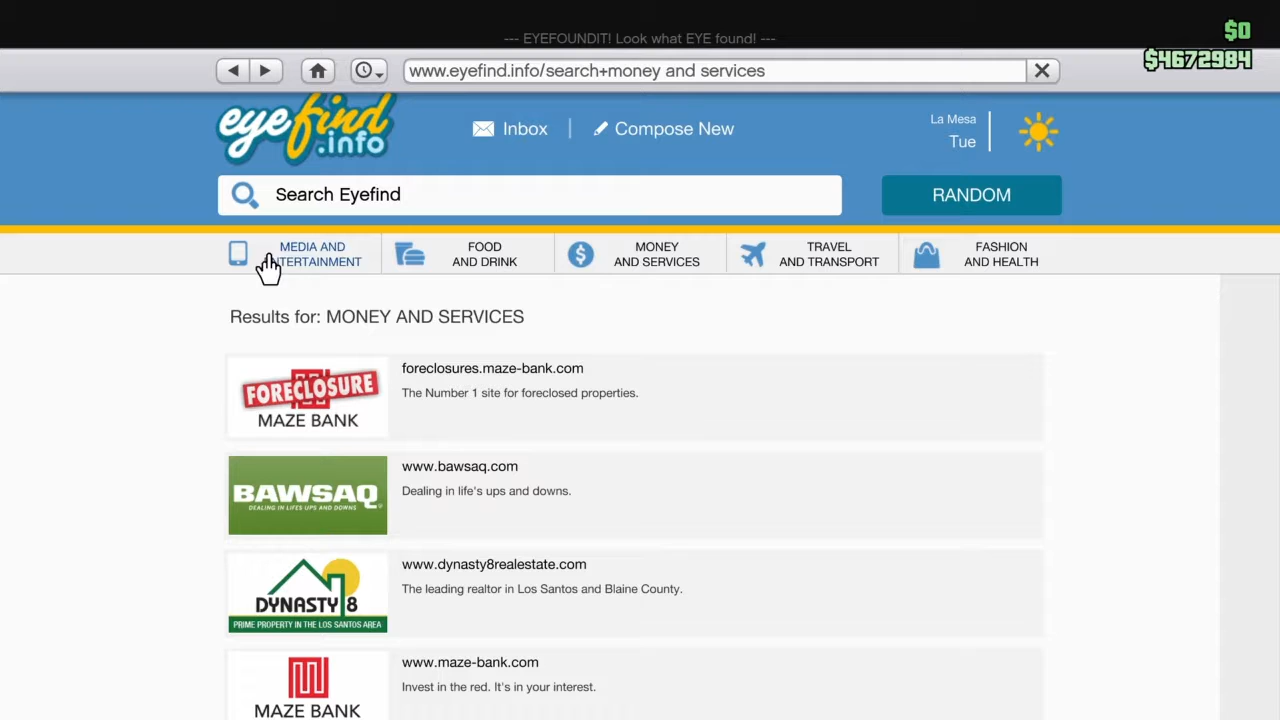 --- EYEFOUNDIT! Look what EYE found! ---
$0
$4672984
www.eyefind.info/search+money and services
eyefind
.info
Inbox
Compose New
La Mesa
Tue
Search Eyefind
RANDOM
MEDIA AND
NTERTAINMENT
FOOD
AND DRINK
MONEY
AND SERVICES
TRAVEL
AND TRANSPORT
FASHION
AND HEALTH
Results for: MONEY AND SERVICES
FORECLOSURE
MAZE BANK
foreclosures.maze-bank.com
The Number 1 site for foreclosed properties.
BAWSAQ
DEALING IN LIFES UPS AND DOWNS
www.bawsaq.com
Dealing in life's ups and downs.
DYNASTY 8
PRIME PROPERTY IN THE LOS SANTOS AREA
www.dynasty8realestate.com
The leading realtor in Los Santos and Blaine County.
MAZE BANK
www.maze-bank.com
Invest in the red. It's in your interest.